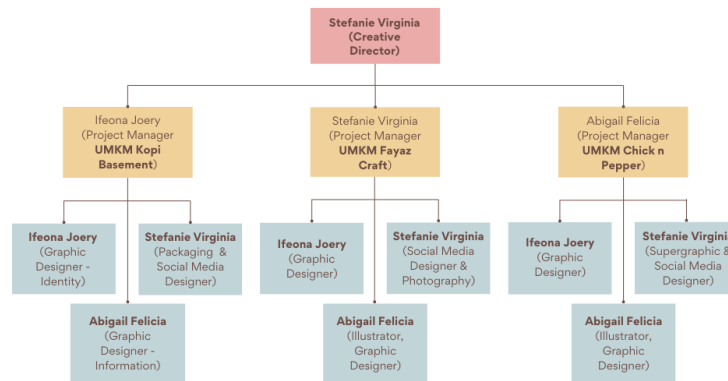 Stefanie Virginia
(Creative
Director)
Ifeona Joery
(Project Manager
UMKM Kopi
Basement)
Stefanie Virginia
(Project Manager
UMKM Fayaz
Craft)
Abigail Felicia
(Project Manager
UMKM Chick n
Pepper)
Ifeona Joery
(Graphic
Designer -
Identity)
Stefanie Virginia
(Packaging &
Social Media
Designer)
Abigail Felicia
(Graphic
Designer -
Information)
Ifeona Joery
(Graphic
Designer)
Stefanie Virginia
(Social Media
Designer &
Photography)
Abigail Felicia
(Illustrator,
Graphic
Designer)
Ifeona Joery
(Graphic
Designer)
Stefanie Virginia
(Supergraphic &
Social Media
Designer)
Abigail Felicia
(Illustrator,
Graphic
Designer)